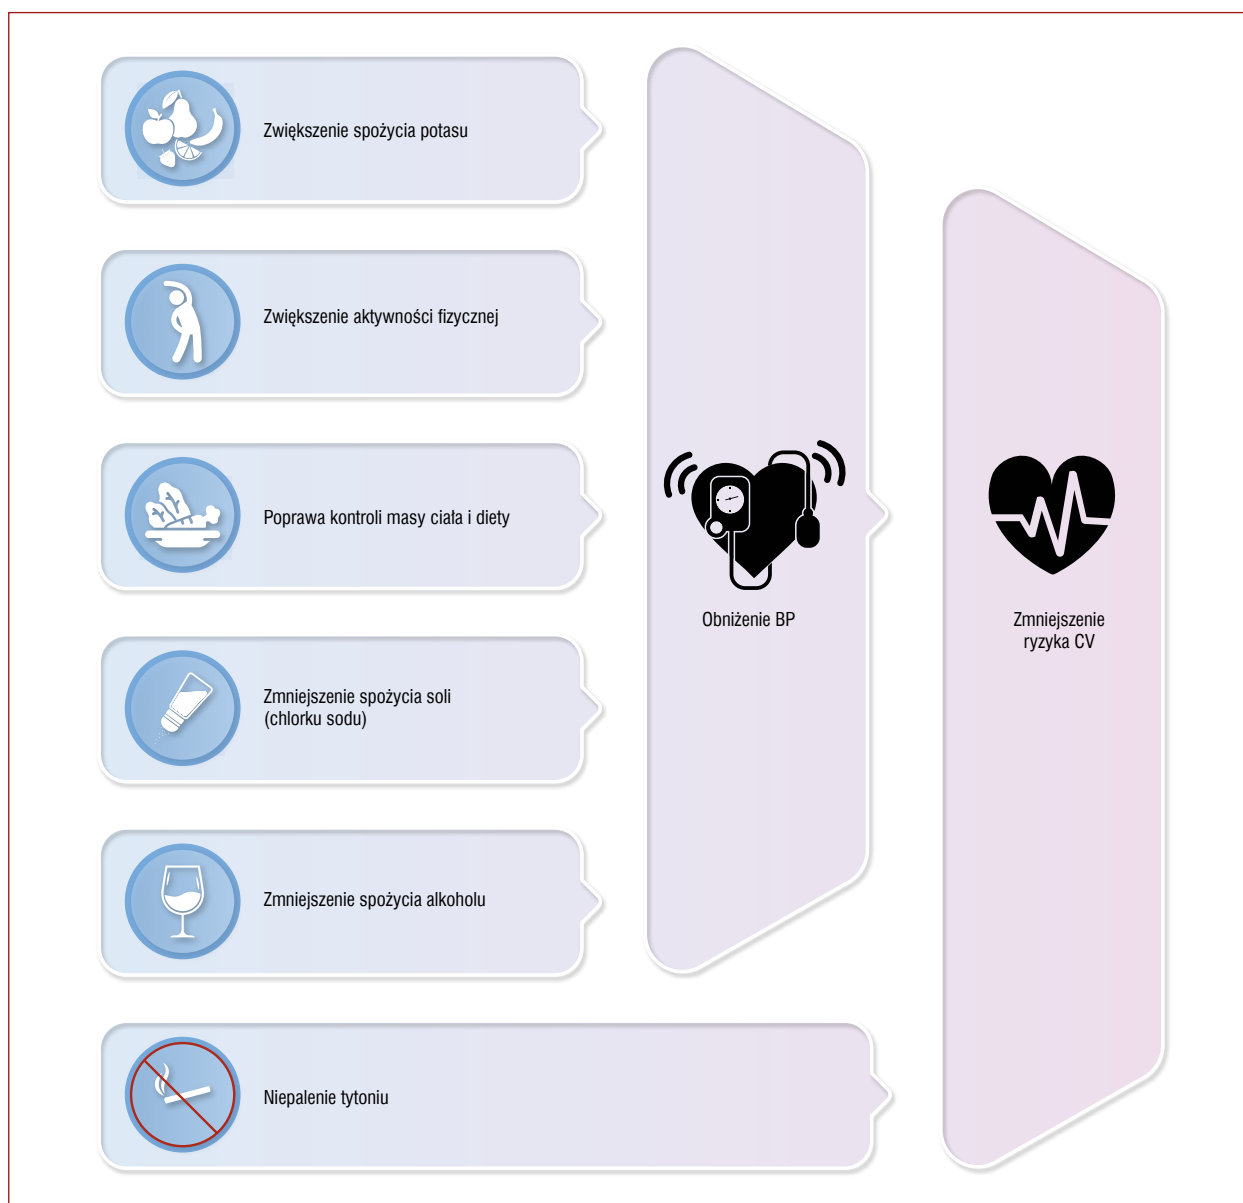 Zwiększenie spożycia potasu
Zwiększenie aktywności fizycznej
Poprawa kontroli masy ciała i diety
Zmniejszenie spożycia soli
(chlorku sodu)
Zmniejszenie spożycia alkoholu
Niepalenie tytoniu
Obniżenie BP
Zmniejszenie
ryzyka CV